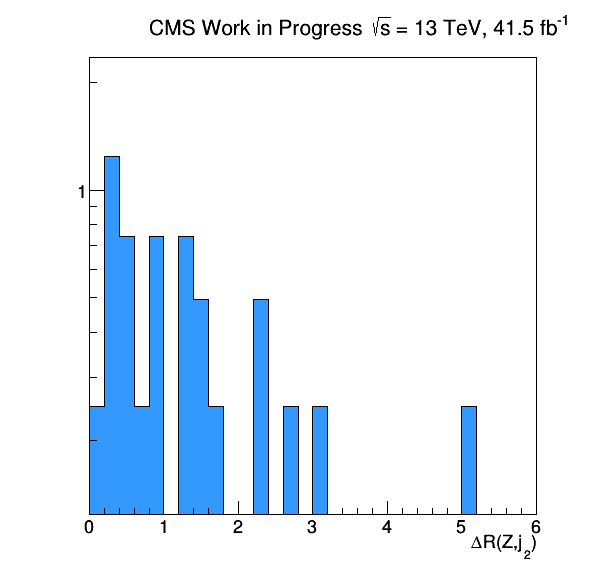 CMS Work in Progress √s = 13 TeV, 41.5 fb⁻¹
1
0 1 2 3 4 5 6
ΔR(Z,j₂)